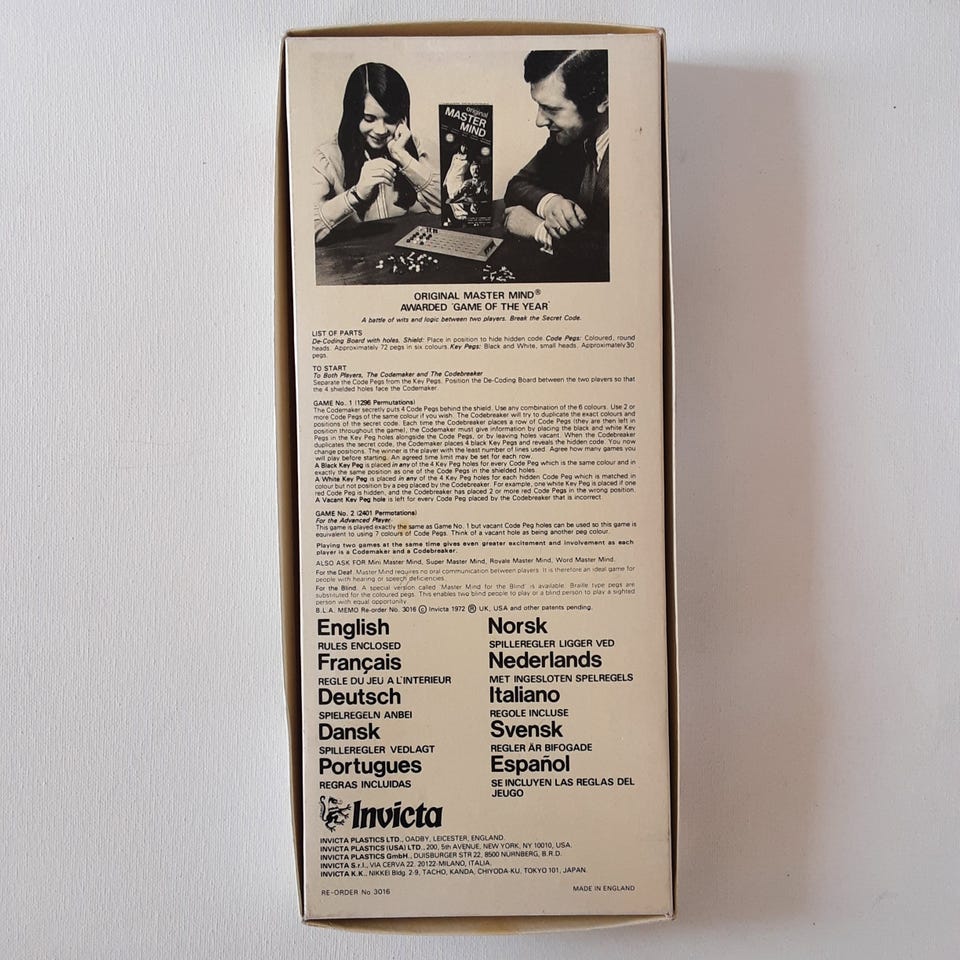 original
MASTER
MIND
ORIGINAL MASTER MIND®
AWARDED 'GAME OF THE YEAR'
A battle of wits and logic between two players. Break the Secret Code.
LIST OF PARTS
De-Coding Board with holes. Shield: Place in position to hide hidden code. Code Pegs: Coloured, round
heads. Approximately 72 pegs in six colours. Key Pegs: Black and White, small heads. Approximately 30
pegs.
TO START
To Both Players, The Codemaker and The Codebreaker
Separate the Code Pegs from the Key Pegs. Position the De-Coding Board between the two players so that
the 4 shielded holes face the Codemaker.
GAME No. 1 (1296 Permutations)
The Codemaker secretly puts 4 Code Pegs behind the shield. Use any combination of the 6 colours. Use 2 or
more Code Pegs of the same colour if you wish. The Codebreaker will try to duplicate the exact colours and
positions of the secret code. Each time the Codebreaker places a row of Code Pegs (they are then left in
position throughout the game), the Codemaker must give information by placing the black and white Key
Pegs in the Key Peg holes alongside the Code Pegs, or by leaving holes vacant. When the Codebreaker
duplicates the secret code, the Codemaker places 4 black Key Pegs and reveals the hidden code. You now
change positions. The winner is the player with the least number of lines used. Agree how many games you
will play before starting. An agreed time limit may be set for each row.
A Black Key Peg is placed in any of the 4 Key Peg holes for every Code Peg which is the same colour and in
exactly the same position as one of the Code Pegs in the shielded holes.
A White Key Peg is placed in any of the 4 Key Peg holes for each hidden Code Peg which is matched in
colour but not position by a peg placed by the Codebreaker. For example, one white Key Peg is placed if one
red Code Peg is hidden, and the Codebreaker has placed 2 or more red Code Pegs in the wrong position.
A Vacant Key Peg hole is left for every Code Peg placed by the Codebreaker that is incorrect.
GAME No. 2 (2401 Permotations)
For the Advanced Player
This game is played exactly the same as Game No. 1 but vacant Code Peg holes can be used so this game is
equivalent to using 7 colours of Code Pegs. Think of a vacant hole as being another peg colour.
Playing two games at the same time gives even greater excitement and involvement as each
player is a Codemaker and a Codebreaker.
ALSO ASK FOR Mini Master Mind, Super Master Mind, Royale Master Mind, Word Master Mind.
For the Deaf. Master Mind requires no oral communication between players. It is therefore an ideal game for
people with hearing or speech deficiencies.
For the Blind. A special version called 'Master Mind for the Blind' is available. Braille type pegs are
substituted for the coloured pegs. This enables two blind people to play or a blind person to play a sighted
person with equal opportunity.
B.L.A. MEMO Re-order No. 3016 © Invicta 1972 ® UK, USA and other patents pending.
English
RULES ENCLOSED
Français
REGLE DU JEU A L'INTERIEUR
Deutsch
SPIELREGELN ANBEI
Dansk
SPILLEREGLER VEDLAGT
Portugues
REGRAS INCLUIDAS
Norsk
SPILLEREGLER LIGGER VED
Nederlands
MET INGESLOTEN SPELREGELS
Italiano
REGOLE INCLUSE
Svensk
REGLER ÄR BIFOGADE
Español
SE INCLUYEN LAS REGLAS DEL
JEUGO
Invicta
INVICTA PLASTICS LTD., OADBY, LEICESTER, ENGLAND.
INVICTA PLASTICS (USA) LTD., 200, 5th AVENUE, NEW YORK, NY 10010, USA.
INVICTA PLASTICS GmbH., DUISBURGER STR 22, 8500 NURNBERG, B.R.D.
INVICTA S.r.l., VIA CERVA 22. 20122-MILANO, ITALIA.
INVICTA K.K., NIKKEI Bldg. 2-9, TACHO, KANDA, CHIYODA-KU, TOKYO 101, JAPAN.
RE-ORDER No 3016
MADE IN ENGLAND